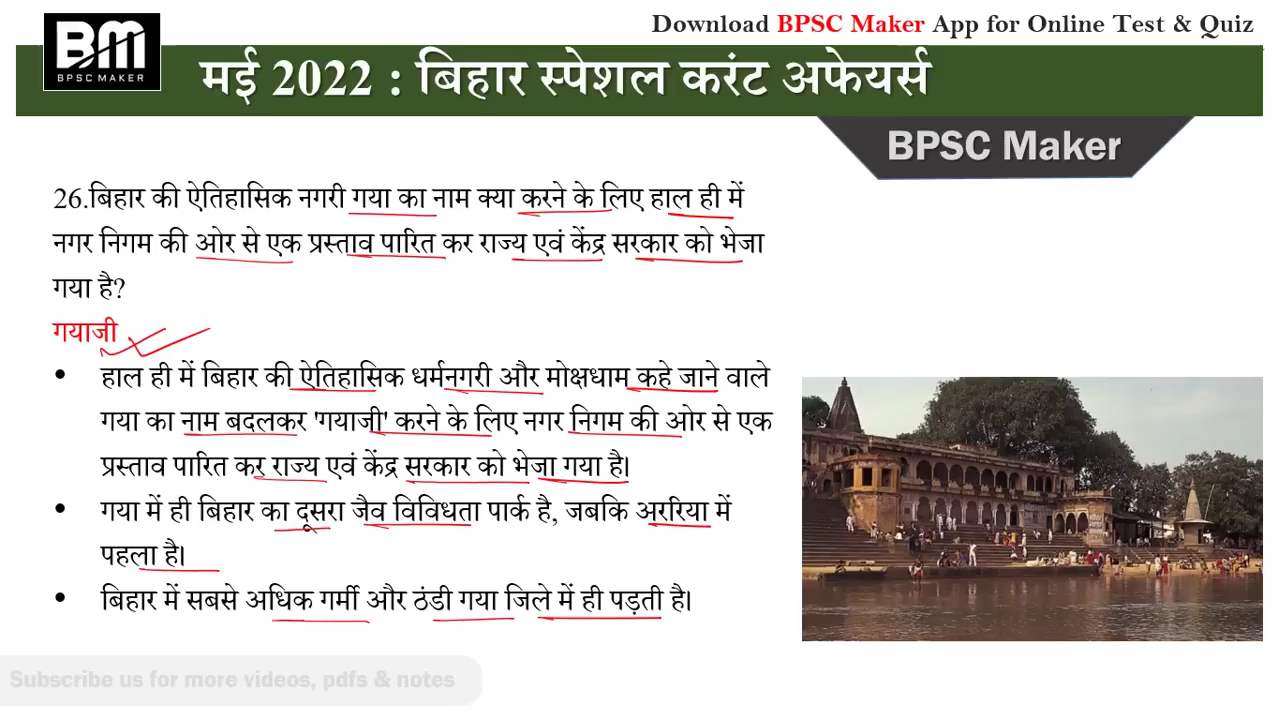 Download BPSC Maker App for Online Test & Quiz
BM
BPSC MAKER
मई 2022 : बिहार स्पेशल करंट अफेयर्स
BPSC Maker
26.बिहार की ऐतिहासिक नगरी गया का नाम क्या करने के लिए हाल ही में
नगर निगम की ओर से एक प्रस्ताव पारित कर राज्य एवं केंद्र सरकार को भेजा
गया है?
गयाजी
• हाल ही में बिहार की ऐतिहासिक धर्मनगरी और मोक्षधाम कहे जाने वाले
गया का नाम बदलकर 'गयाजी' करने के लिए नगर निगम की ओर से एक
प्रस्ताव पारित कर राज्य एवं केंद्र सरकार को भेजा गया है।
• गया में ही बिहार का दूसरा जैव विविधता पार्क है, जबकि अररिया में
पहला है।
• बिहार में सबसे अधिक गर्मी और ठंडी गया जिले में ही पड़ती है।
Subscribe us for more videos, pdfs & notes